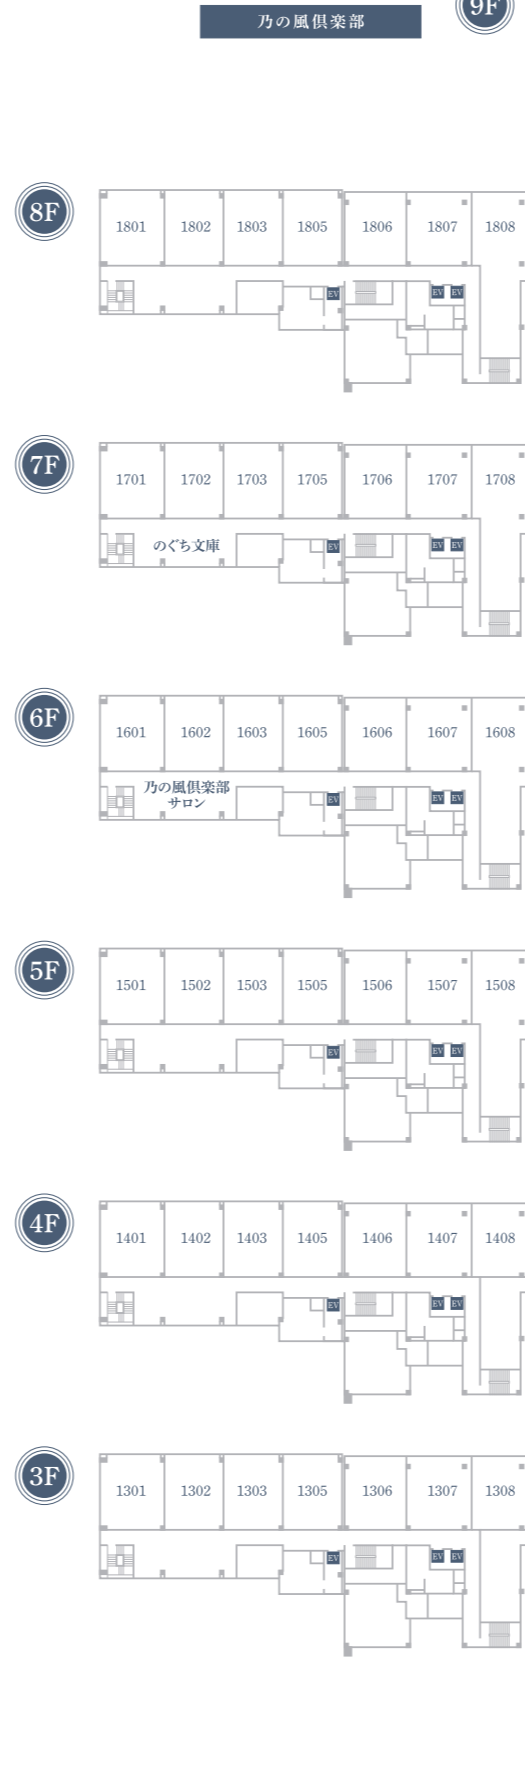 乃の風倶楽部
9F
8F
1801 1802 1803 1805 1806 1807 1808
EV EV EV
7F
1701 1702 1703 1705 1706 1707 1708
のぐち文庫
EV EV EV
6F
1601 1602 1603 1605 1606 1607 1608
乃の風倶楽部
サロン
EV EV EV
5F
1501 1502 1503 1505 1506 1507 1508
EV EV EV
4F
1401 1402 1403 1405 1406 1407 1408
EV EV EV
3F
1301 1302 1303 1305 1306 1307 1308
EV EV EV